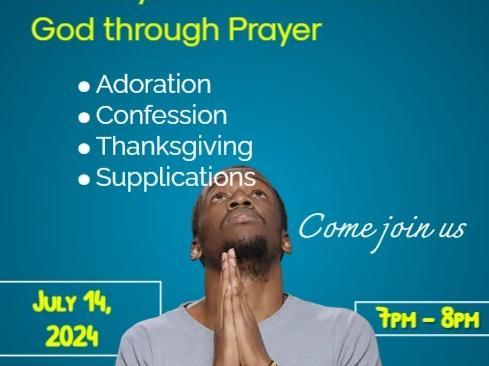 God through Prayer
Adoration
Confession
Thanksgiving
Supplications
Come join us
July 14,
2024
7pm - 8pm